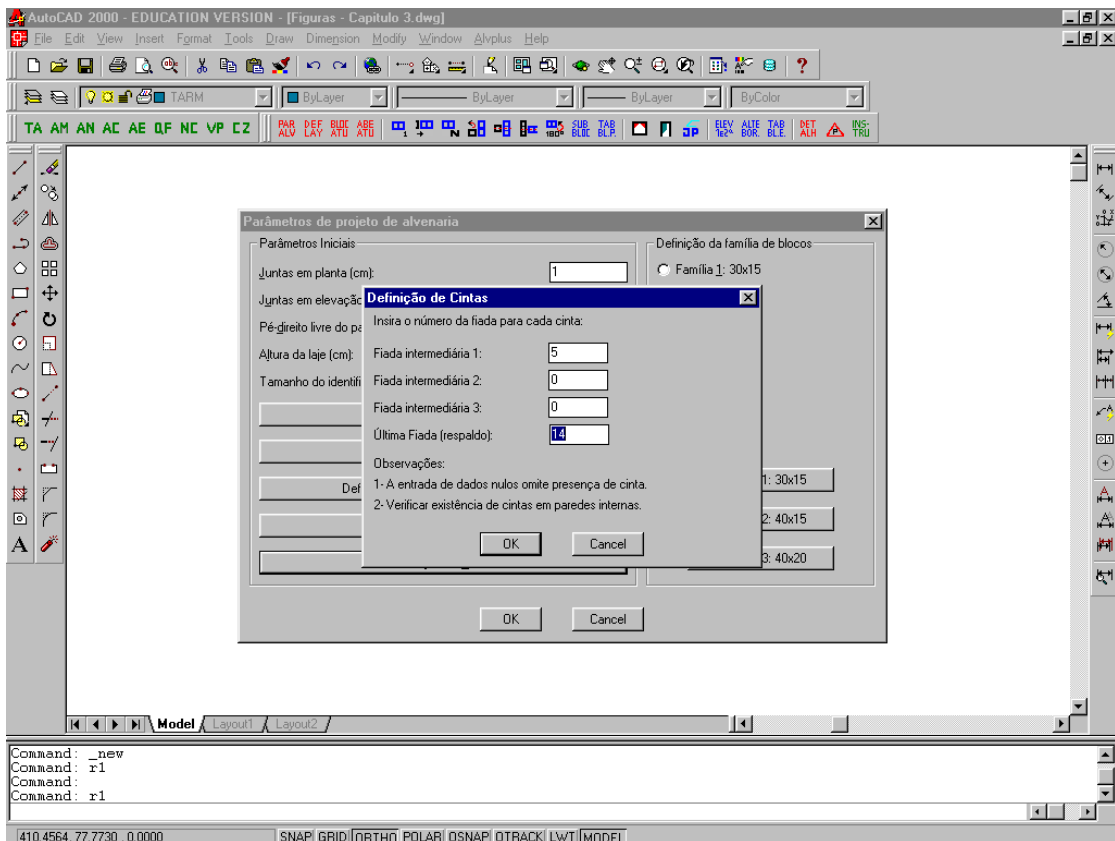 AutoCAD 2000 - EDUCATION VERSION - [Figuras - Capitulo 3.dwg]
File Edit View Insert Format Tools Draw Dimension Modify Window Alvplus Help
TARM ByLayer ByLayer ByLayer ByColor
TA AM AN AC AE QF NC VP CZ PAR ALV DEF LAY BLOC ATU ABE ATU 1 N 180° SUB BLOC TAB BL.P. JP ELEV 1e2ª ALTE BOR. TAB BL.E. DET ALH P INS- TRU
Parâmetros de projeto de alvenaria
Parâmetros Iniciais
Definição da família de blocos
Juntas em planta (cm): 1
Família 1: 30x15
Juntas em elevação
Pé-direito livre do pa
Altura da laje (cm):
Tamanho do identifi
Def
1: 30x15
2: 40x15
3: 40x20
Definição de Cintas
Insira o número da fiada para cada cinta:
Fiada intermediária 1: 5
Fiada intermediária 2: 0
Fiada intermediária 3: 0
Última Fiada (respaldo): 14
Observações:
1- A entrada de dados nulos omite presença de cinta.
2- Verificar existência de cintas em paredes internas.
OK Cancel
OK Cancel
A
Model Layout1 Layout2
Command: _new
Command: r1
Command:
Command: r1
410.4564, 77.7730, 0.0000 SNAP GRID ORTHO POLAR OSNAP OTRACK LWT MODEL